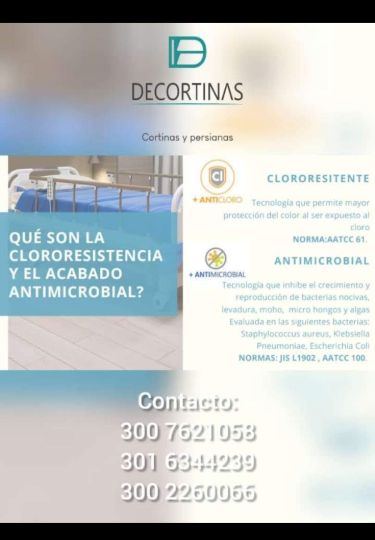 DECORTINAS
Cortinas y persianas
QUÉ SON LA
CLORORESISTENCIA
Y EL ACABADO
ANTIMICROBIAL?
Cl
+ ANTICLORO
CLORORESITENTE
Tecnología que permite mayor
protección del color al ser expuesto al
cloro
NORMA:AATCC 61.
+ ANTIMICROBIAL
ANTIMICROBIAL
Tecnología que inhibe el crecimiento y
reproducción de bacterias nocivas,
levadura, moho, micro hongos y algas
Evaluada en las siguientes bacterias:
Staphylococcus aureus, Klebsiella
Pneumoniae, Escherichia Coli
NORMAS: JIS L1902 , AATCC 100.
Contacto:
300 7621058
301 6344239
300 2260066